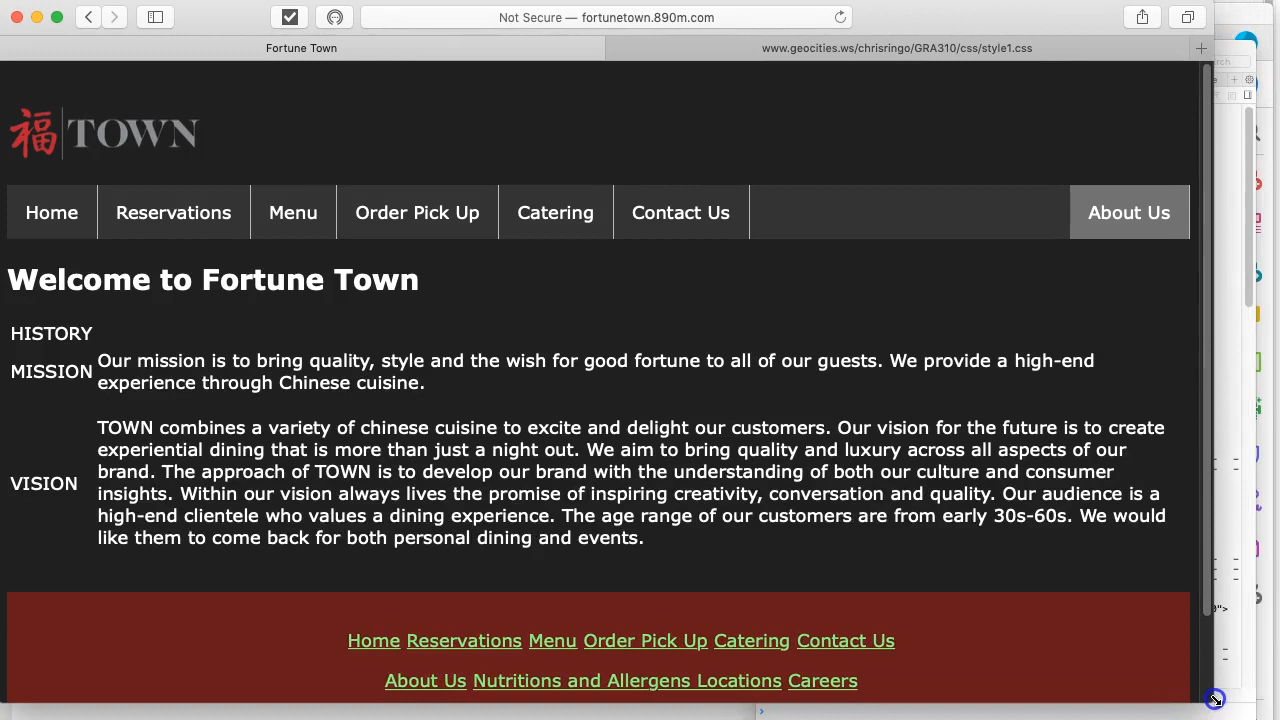 Not Secure — fortunetown.890m.com
Fortune Town
www.geocities.ws/chrisringo/GRA310/css/style1.css
福 TOWN
Home Reservations Menu Order Pick Up Catering Contact Us About Us
Welcome to Fortune Town
HISTORY
MISSION
Our mission is to bring quality, style and the wish for good fortune to all of our guests. We provide a high-end
experience through Chinese cuisine.
VISION
TOWN combines a variety of chinese cuisine to excite and delight our customers. Our vision for the future is to create
experiential dining that is more than just a night out. We aim to bring quality and luxury across all aspects of our
brand. The approach of TOWN is to develop our brand with the understanding of both our culture and consumer
insights. Within our vision always lives the promise of inspiring creativity, conversation and quality. Our audience is a
high-end clientele who values a dining experience. The age range of our customers are from early 30s-60s. We would
like them to come back for both personal dining and events.
Home Reservations Menu Order Pick Up Catering Contact Us
About Us Nutritions and Allergens Locations Careers